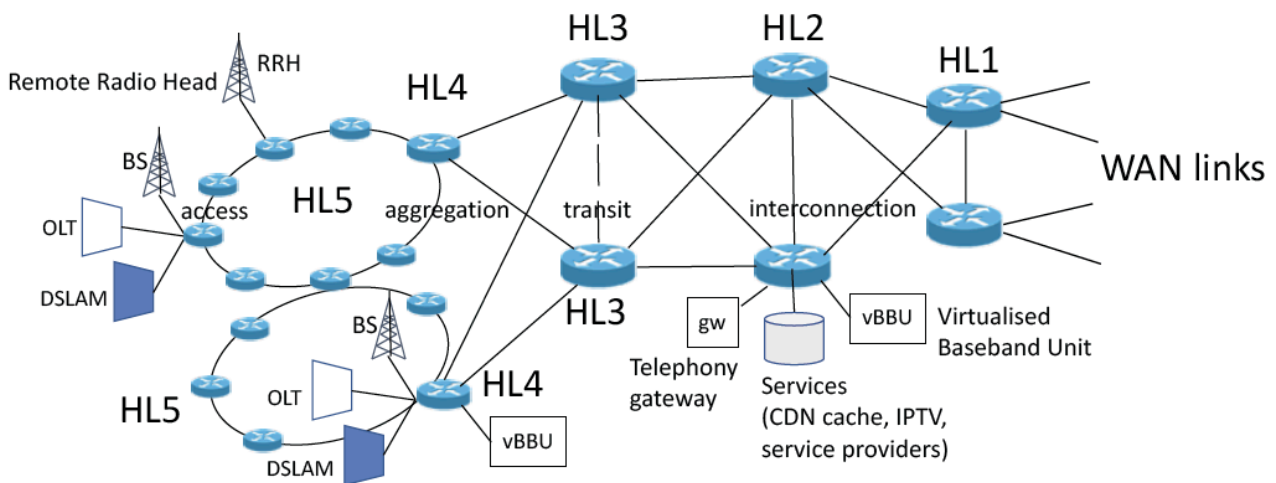 HL3
HL2
HL1
RRH
Remote Radio Head
HL4
BS
WAN links
access
HL5
aggregation
transit
interconnection
OLT
DSLAM
HL3
BS
gw
vBBU
Virtualised
Baseband Unit
Telephony
gateway
Services
(CDN cache, IPTV,
service providers)
HL5
OLT
HL4
vBBU
DSLAM